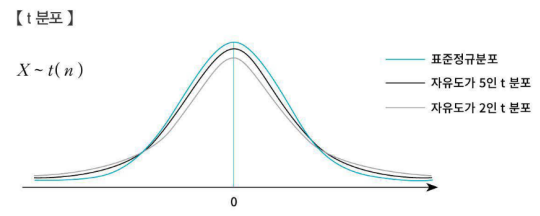 【 t 분포 】
X ~ t( n )
표준정규분포
자유도가 5인 t 분포
자유도가 2인 t 분포
0